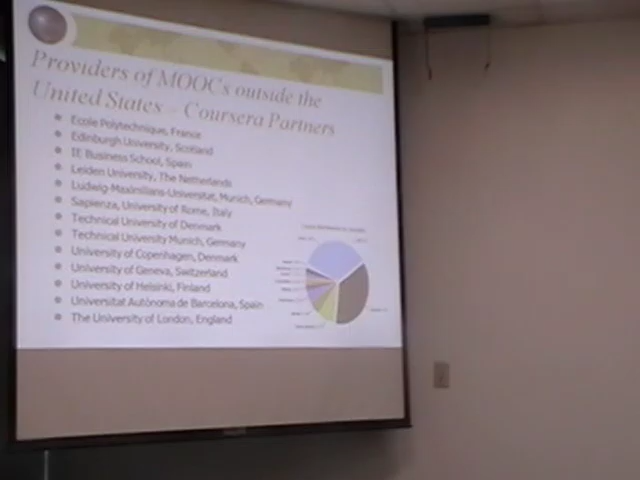 Providers of MOOCs outside the
United States - Coursera Partners
Ecole Polytechnique, France
Edinburgh University, Scotland
IE Business School, Spain
Leiden University, The Netherlands
Ludwig-Maximilians-Universitat, Munich, Germany
Sapienza, University of Rome, Italy
Technical University of Denmark
Technical University Munich, Germany
University of Copenhagen, Denmark
University of Geneva, Switzerland
University of Helsinki, Finland
Universitat Autònoma de Barcelona, Spain
The University of London, England